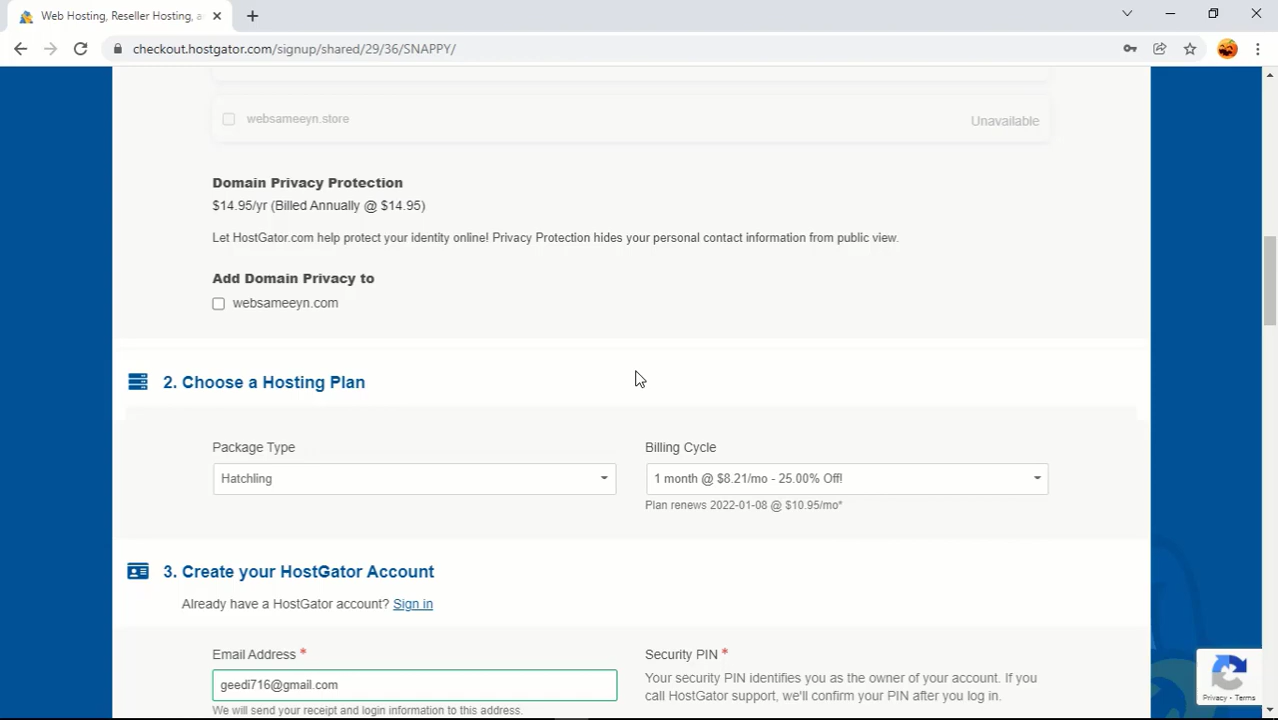 Web Hosting, Reseller Hosting, a
checkout.hostgator.com/signup/shared/29/36/SNAPPY/
websameeyn.store
Unavailable
Domain Privacy Protection
$14.95/yr (Billed Annually @ $14.95)
Let HostGator.com help protect your identity online! Privacy Protection hides your personal contact information from public view.
Add Domain Privacy to
websameeyn.com
2. Choose a Hosting Plan
Package Type
Hatchling
Billing Cycle
1 month @ $8.21/mo - 25.00% Off!
Plan renews 2022-01-08 @ $10.95/mo*
3. Create your HostGator Account
Already have a HostGator account? Sign in
Email Address *
geedi716@gmail.com
We will send your receipt and login information to this address.
Security PIN *
Your security PIN identifies you as the owner of your account. If you
call HostGator support, we'll confirm your PIN after you log in.
Privacy - Terms